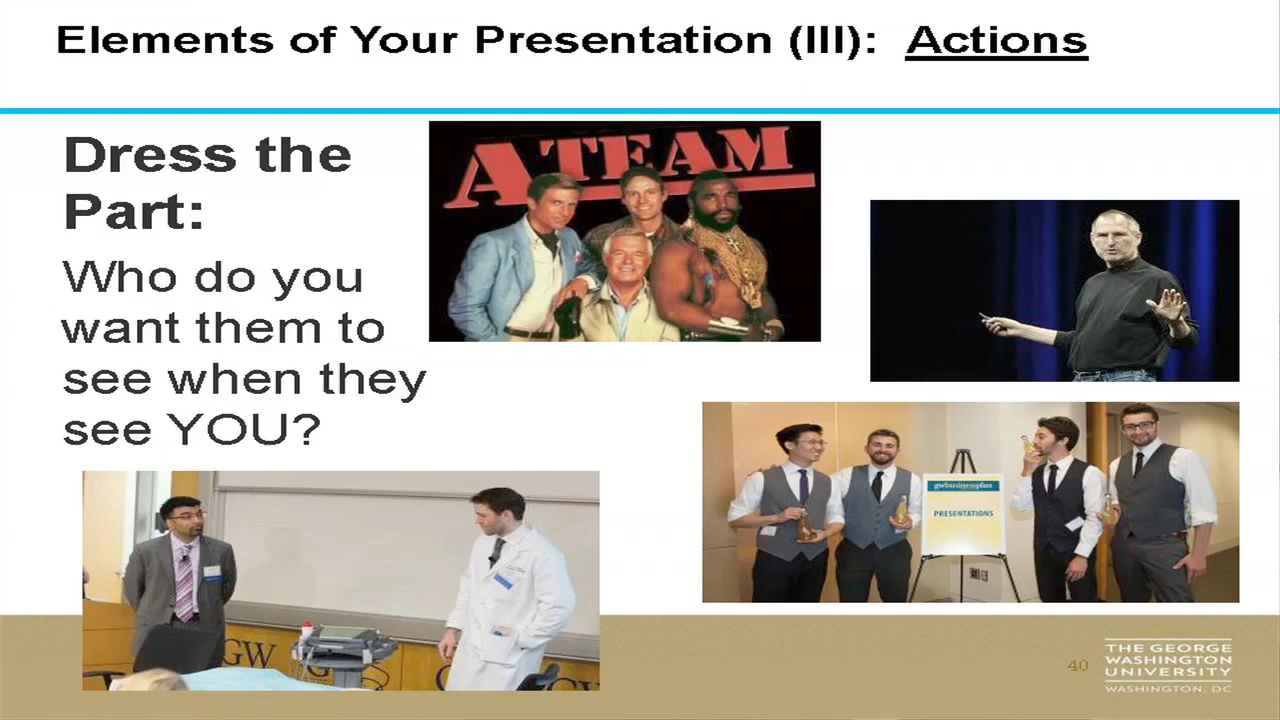 Elements of Your Presentation (III): Actions
Dress the
Part:
Who do you
want them to
see when they
see YOU?
A TEAM
gwbusinessplan
PRESENTATIONS
GW
G
40
THE GEORGE
WASHINGTON
UNIVERSITY
WASHINGTON, DC